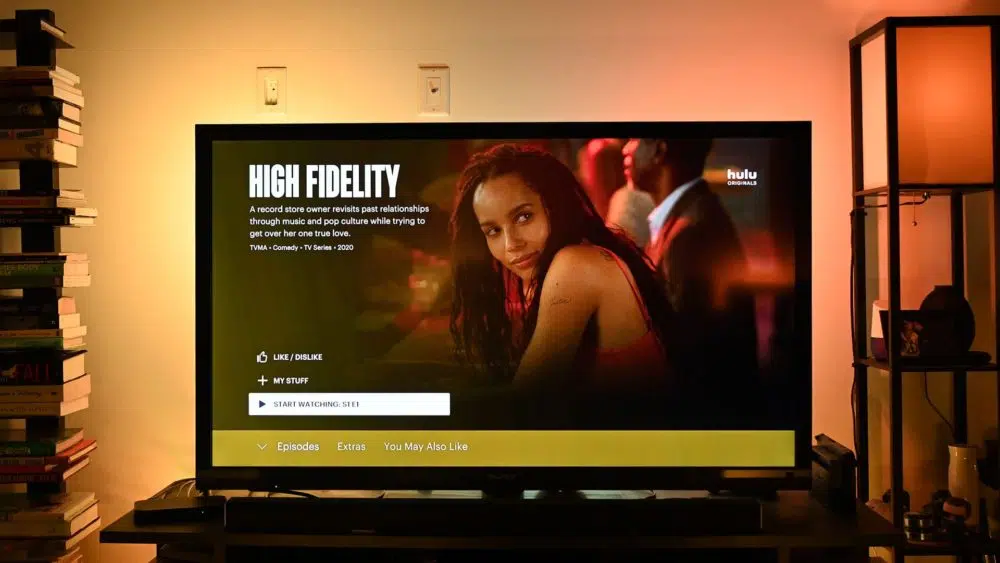 HIGH FIDELITY
hulu
ORIGINALS
A record store owner revisits past relationships
through music and pop culture while trying to
get over her one true love.
TVMA • Comedy • TV Series • 2020
LIKE / DISLIKE
MY STUFF
START WATCHING: S1 E1
Episodes
Extras
You May Also Like